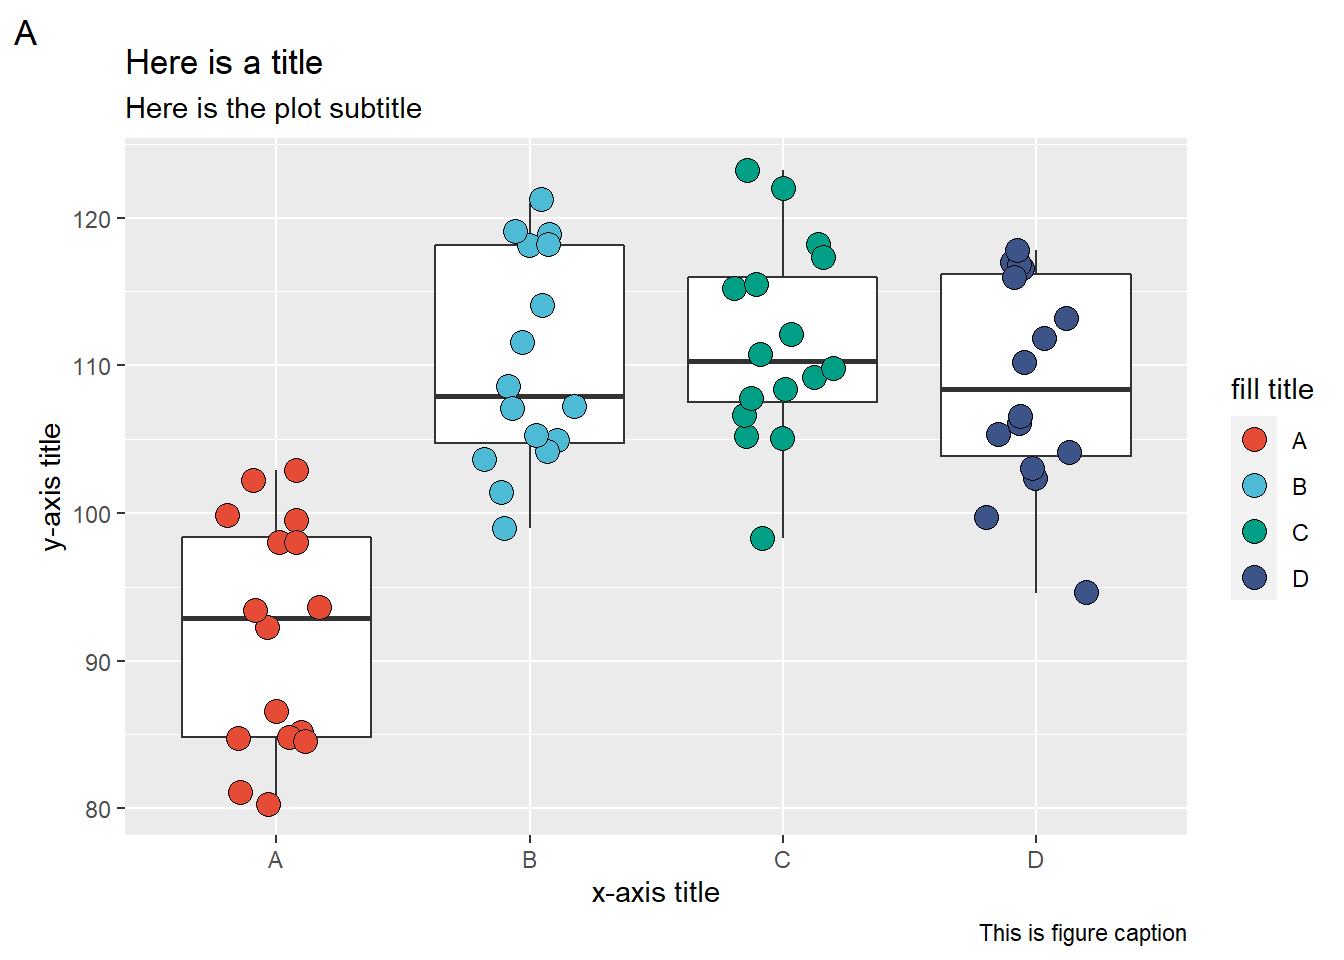 A
Here is a title
Here is the plot subtitle
y-axis title
120
110
100
90
80
A B C D
x-axis title
fill title
A
B
C
D
This is figure caption